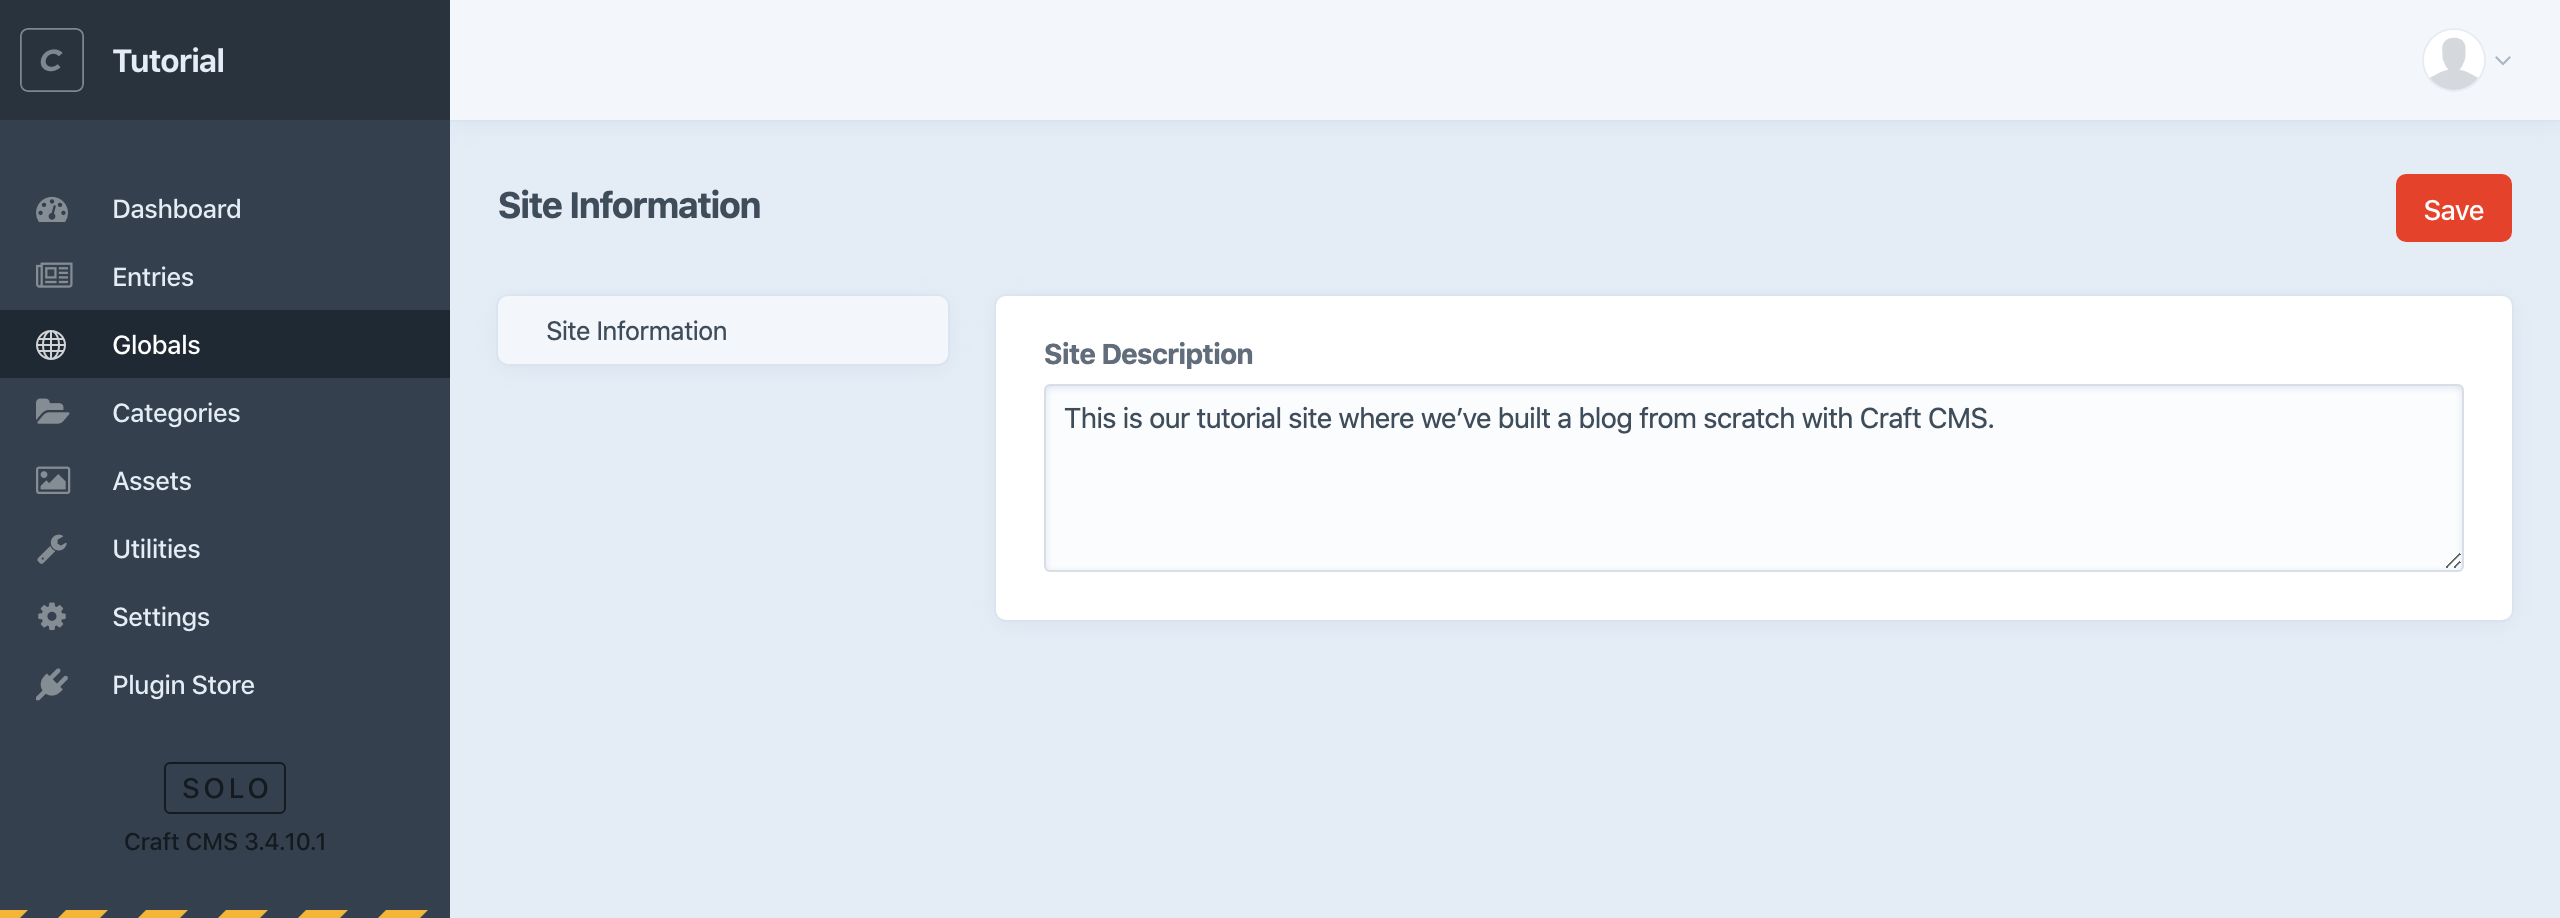 C
Tutorial
Dashboard
Entries
Globals
Categories
Assets
Utilities
Settings
Plugin Store
SOLO
Craft CMS 3.4.10.1
Site Information
Save
Site Information
Site Description
This is our tutorial site where we’ve built a blog from scratch with Craft CMS.